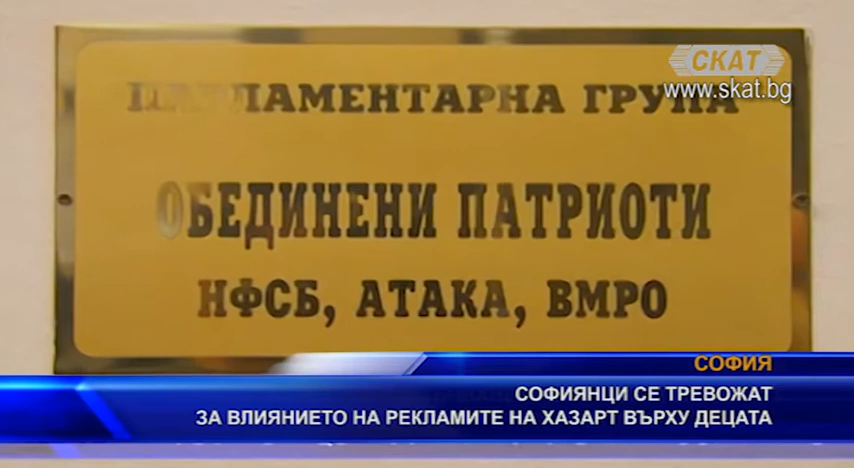 СКАТ
www.skat.bg
ПАРЛАМЕНТАРНА ГРУПА
ОБЕДИНЕНИ ПАТРИОТИ
НФСБ, АТАКА, ВМРО
СОФИЯ
СОФИЯНЦИ СЕ ТРЕВОЖАТ
ЗА ВЛИЯНИЕТО НА РЕКЛАМИТЕ НА ХАЗАРТ ВЪРХУ ДЕЦАТА